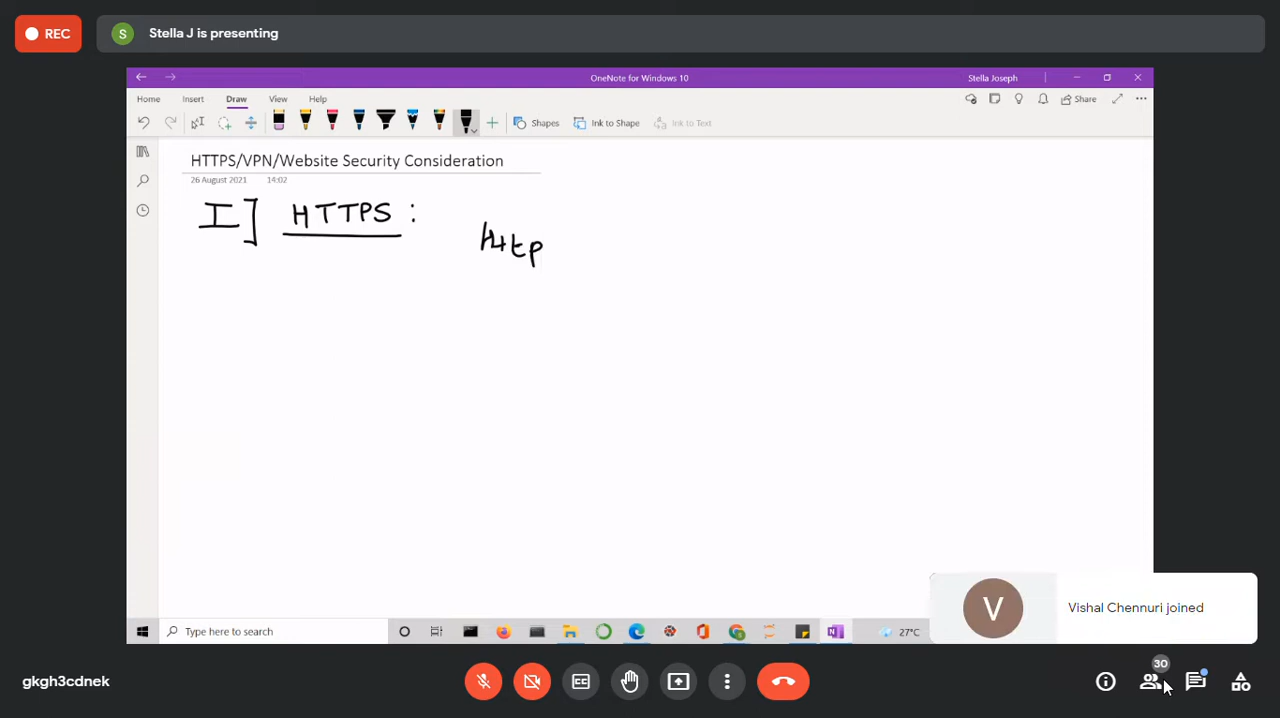 REC
S Stella J is presenting
OneNote for Windows 10
Stella Joseph
Home Insert Draw View Help
Share
Shapes
Ink to Shape
Ink to Text
HTTPS/VPN/Website Security Consideration
26 August 2021 14:02
I] HTTPS :
Http
V Vishal Chennuri joined
Type here to search
27°C
30
gkgh3cdnek
CC